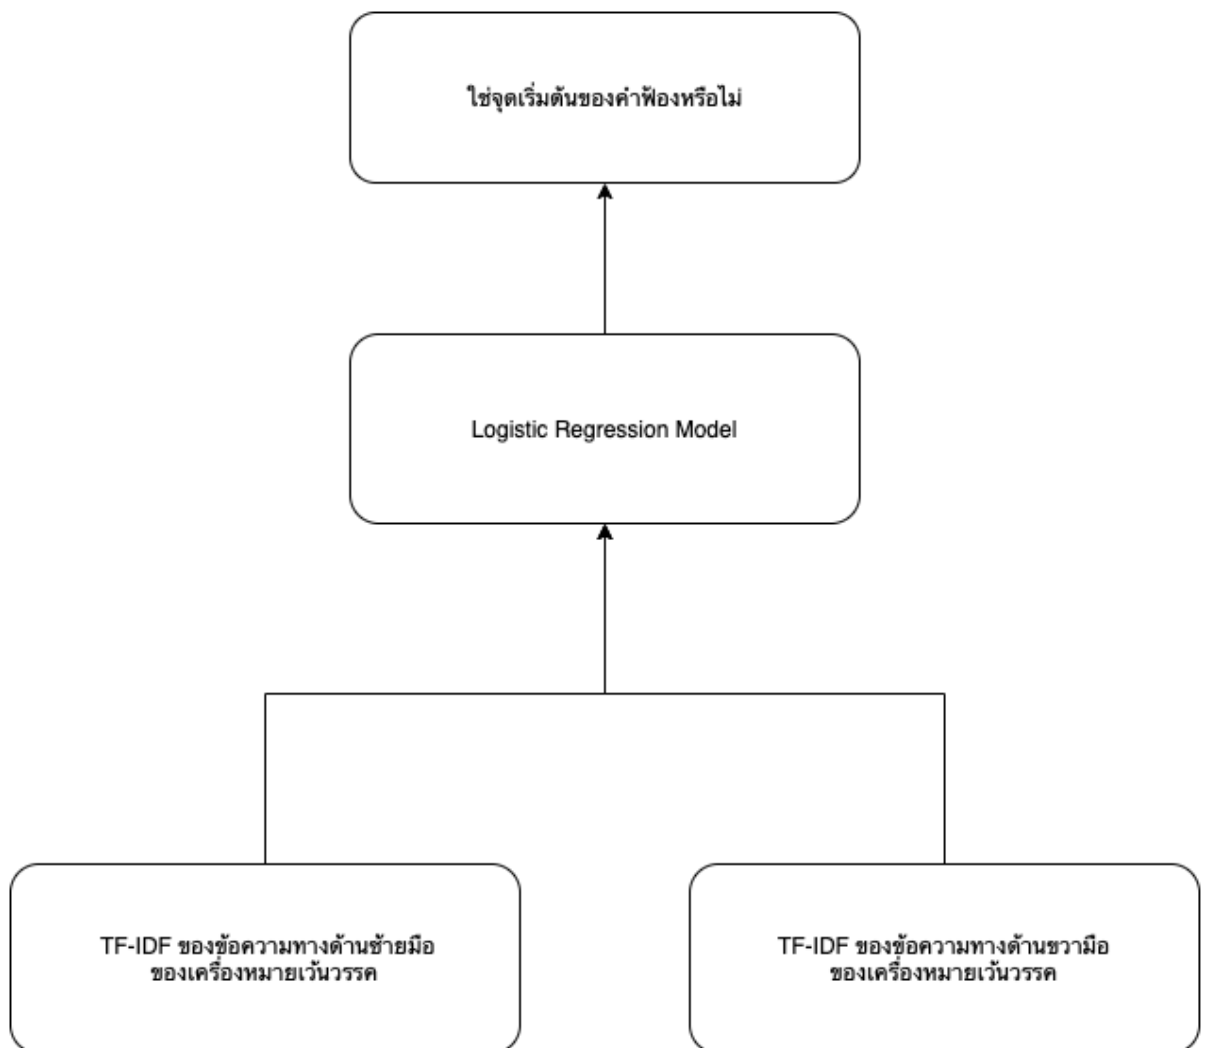 ใช่จุดเริ่มต้นของคำฟ้องหรือไม่
Logistic Regression Model
TF-IDF ของข้อความทางด้านซ้ายมือ
ของเครื่องหมายเว้นวรรค
TF-IDF ของข้อความทางด้านขวามือ
ของเครื่องหมายเว้นวรรค